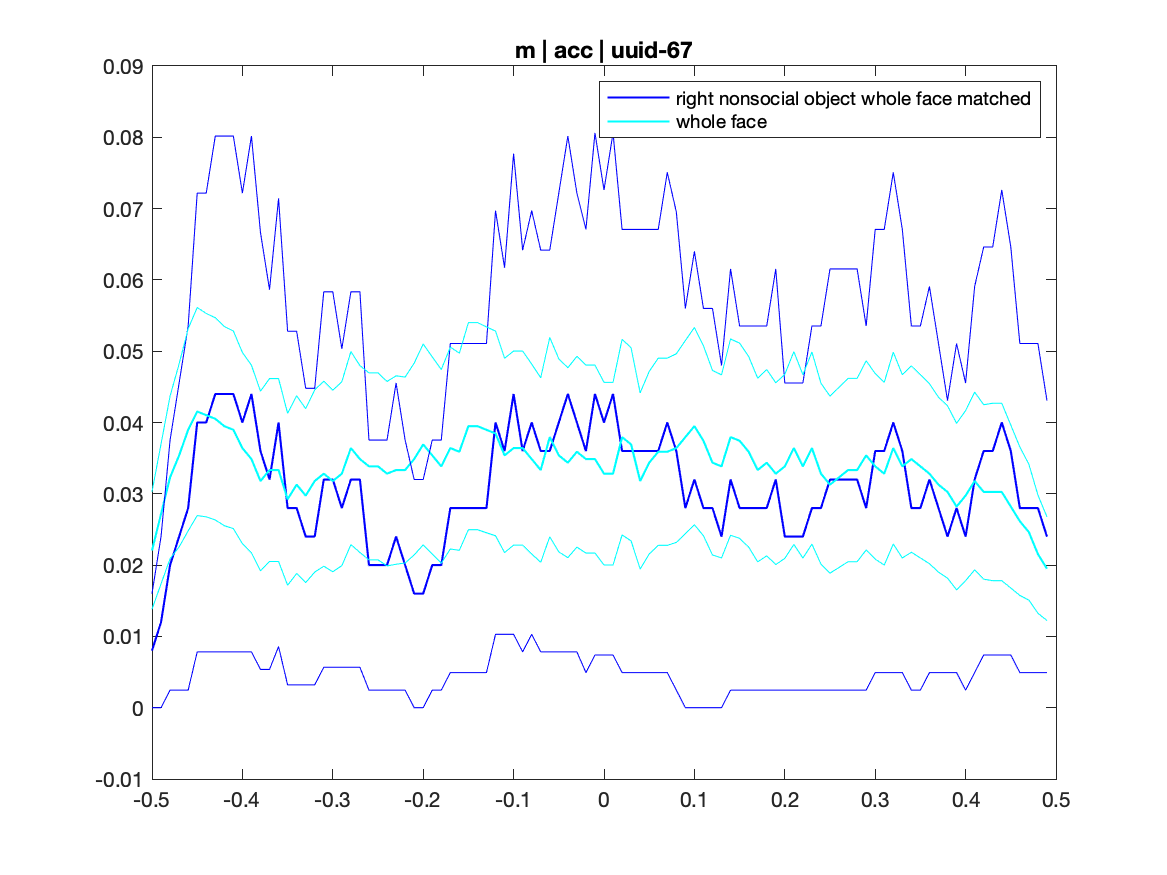 m | acc | uuid-67
right nonsocial object whole face matched
whole face
0.09
0.08
0.07
0.06
0.05
0.04
0.03
0.02
0.01
0
-0.01
-0.5 -0.4 -0.3 -0.2 -0.1 0 0.1 0.2 0.3 0.4 0.5